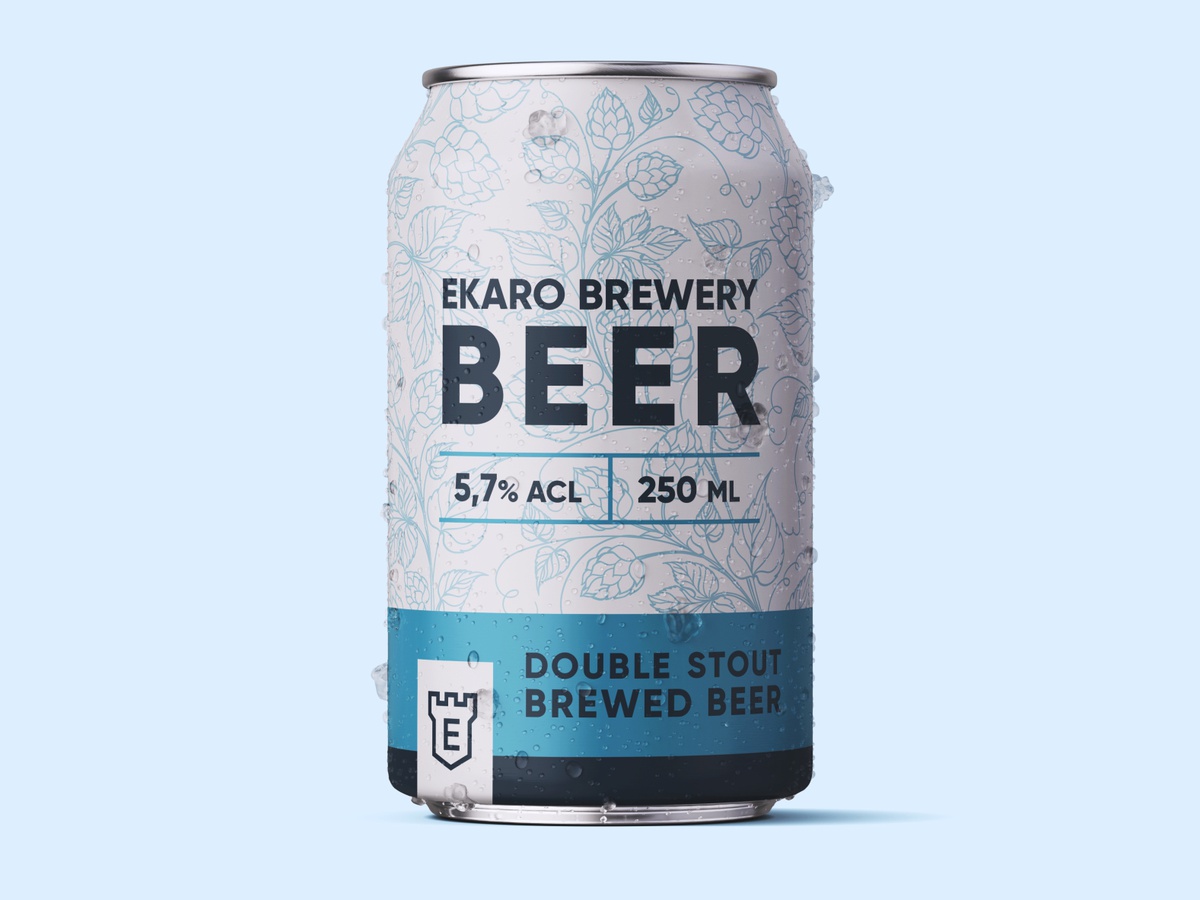 EKARO BREWERY
BEER
5,7% ACL 250 ML
DOUBLE STOUT
BREWED BEER
E